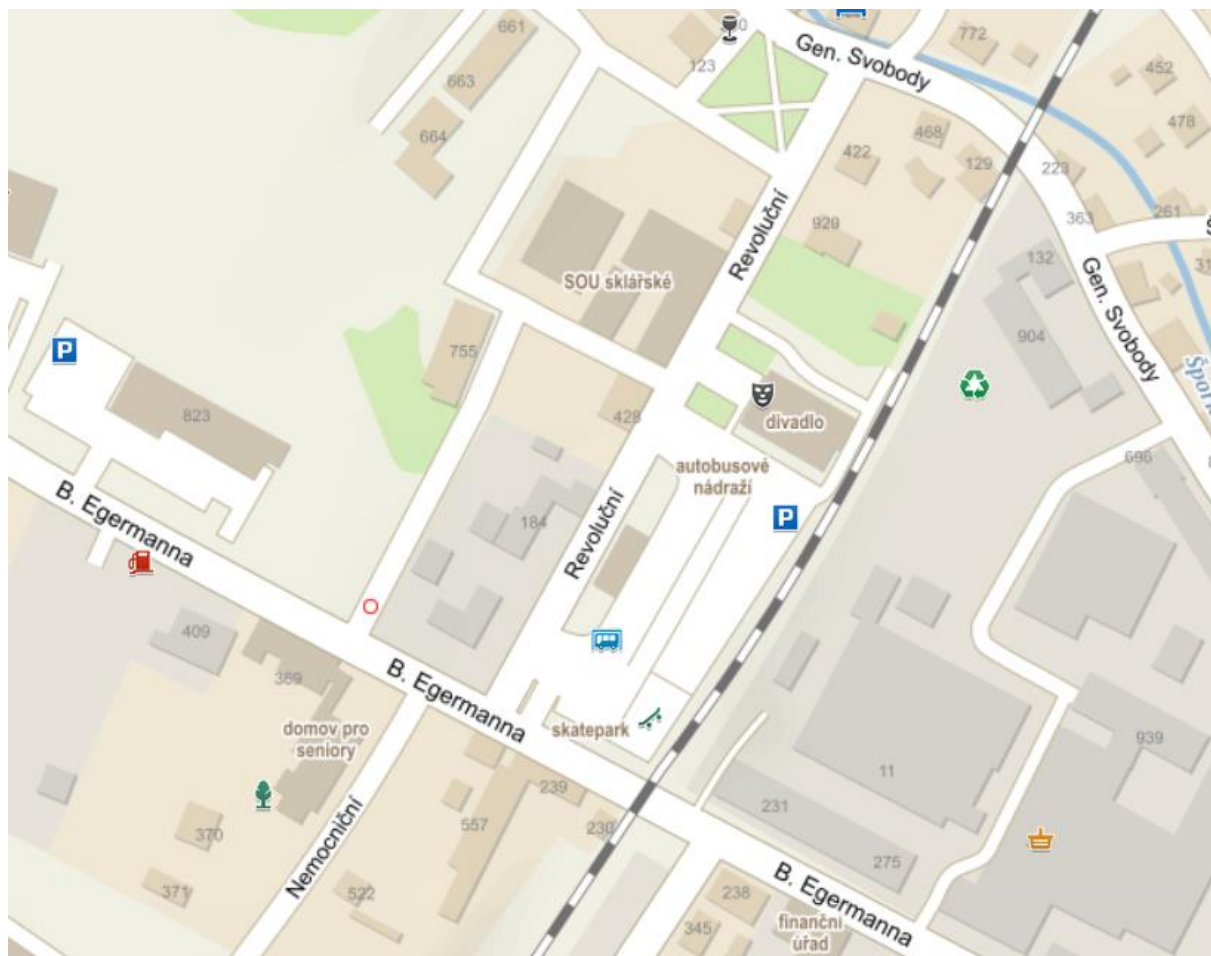 661
123
Gen. Svobody
772
452
663
664
478
468
422
129
223
363
261
929
Revoluční
SOU sklářské
132
Gen. Svobody
904
P
755
823
428
divadlo
autobusové
nádraží
696
P
184
Revoluční
B. Egermanna
409
369
B. Egermanna
domov pro
seniory
skatepark
939
11
239
231
557
230
370
371
Nemocniční
522
275
238
345
B. Egermanna
finanční
úřad